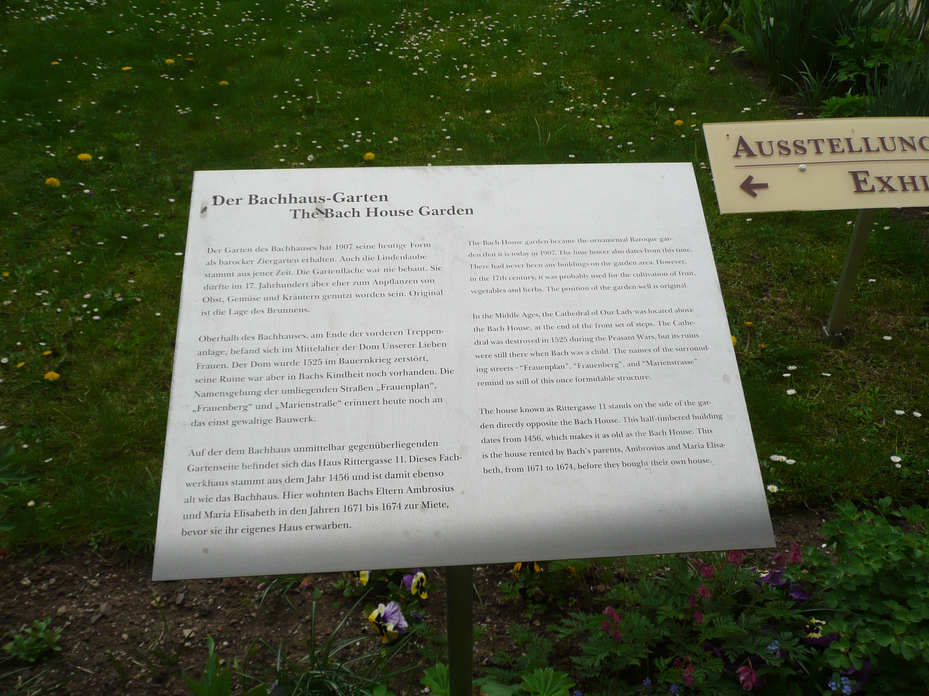 Der Bachhaus-Garten
The Bach House Garden
Der Garten des Bachhauses hat 1907 seine heutige Form
als barocker Ziergarten erhalten. Auch die Lindenlaube
stammt aus jener Zeit. Die Gartenfläche war nie bebaut. Sie
dürfte im 17. Jahrhundert aber eher zum Anpflanzen von
Obst, Gemüse und Kräutern genutzt worden sein. Original
ist die Lage des Brunnens.
Oberhalb des Bachhauses, am Ende der vorderen Treppen-
anlage, befand sich im Mittelalter der Dom Unserer Lieben
Frauen. Der Dom wurde 1525 im Bauernkrieg zerstört,
seine Ruine war aber in Bachs Kindheit noch vorhanden. Die
Namensgebung der umliegenden Straßen „Frauenplan“,
„Frauenberg“ und „Marienstraße“ erinnert heute noch an
das einst gewaltige Bauwerk.
Auf der dem Bachhaus unmittelbar gegenüberliegenden
Gartenseite befindet sich das Haus Rittergasse 11. Dieses Fach-
werkhaus stammt aus dem Jahr 1456 und ist damit ebenso
alt wie das Bachhaus. Hier wohnten Bachs Eltern Ambrosius
und Maria Elisabeth in den Jahren 1671 bis 1674 zur Miete,
bevor sie ihr eigenes Haus erwarben.
The Bach House garden became the ornamental Baroque gar-
den that it is today in 1907. The lime bower also dates from this time.
There had never been any buildings on the garden area. However,
in the 17th century, it was probably used for the cultivation of fruit,
vegetables and herbs. The position of the garden well is original.
In the Middle Ages, the Cathedral of Our Lady was located above
the Bach House, at the end of the front set of steps. The Cathe-
dral was destroyed in 1525 during the Peasant Wars, but its ruins
were still there when Bach was a child. The names of the surround-
ing streets - “Frauenplan”, “Frauenberg”, and “Marienstrasse”
remind us still of this once formidable structure.
The house known as Rittergasse 11 stands on the side of the gar-
den directly opposite the Bach House. This half-timbered building
dates from 1456, which makes it as old as the Bach House. This
is the house rented by Bach's parents, Ambrosius and Maria Elisa-
beth, from 1671 to 1674, before they bought their own house.
AUSSTELLUNG
EXHI